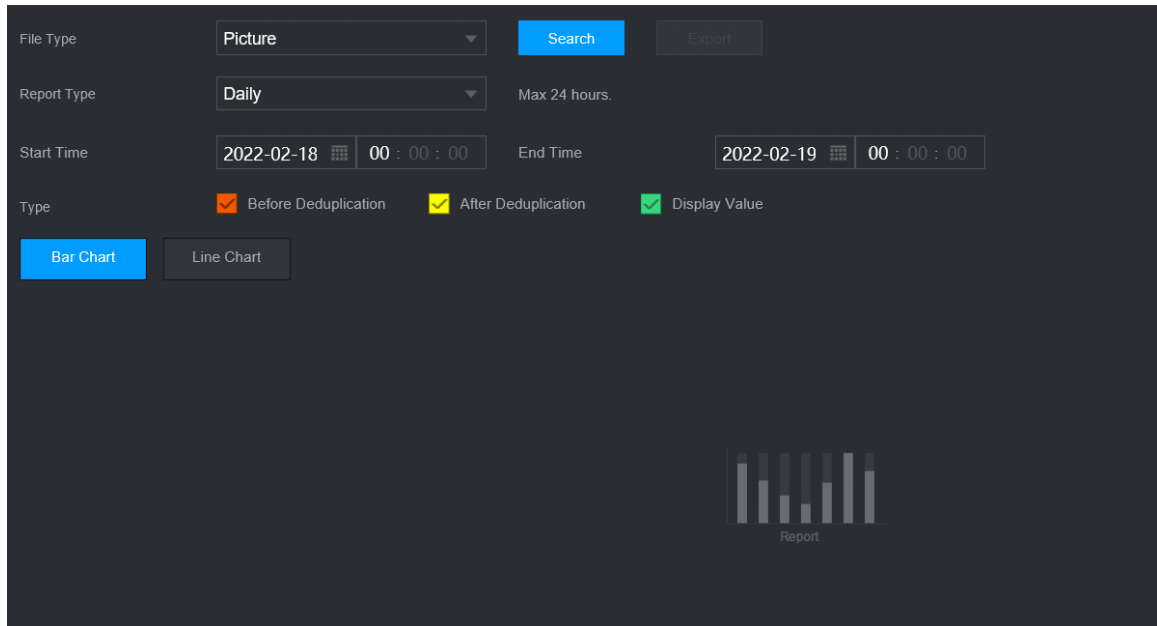 File Type Picture Search Export
Report Type Daily Max 24 hours.
Start Time 2022-02-18 00 : 00 : 00 End Time 2022-02-19 00 : 00 : 00
Type Before Deduplication After Deduplication Display Value
Bar Chart Line Chart
Report